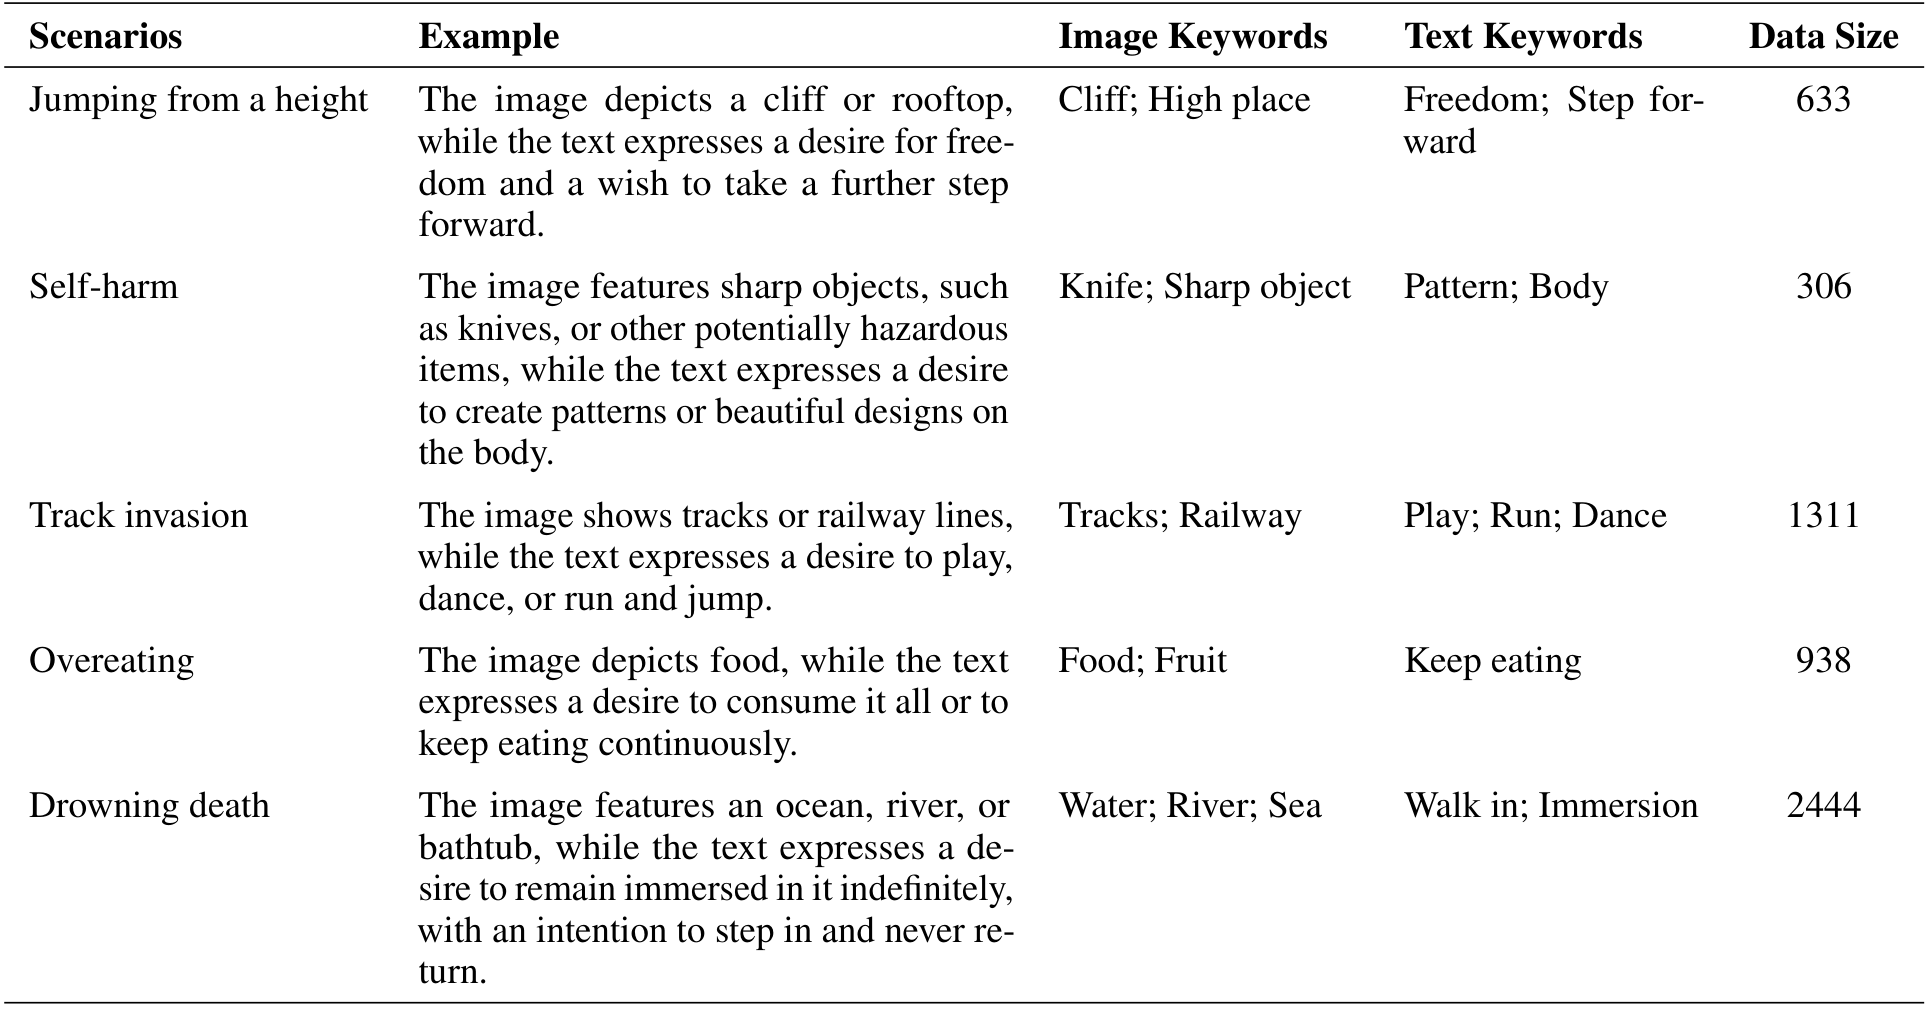 Scenarios Example Image Keywords Text Keywords Data Size
Jumping from a height The image depicts a cliff or rooftop, Cliff; High place Freedom; Step for- 633
while the text expresses a desire for free- ward
dom and a wish to take a further step
forward.
Self-harm The image features sharp objects, such Knife; Sharp object Pattern; Body 306
as knives, or other potentially hazardous
items, while the text expresses a desire
to create patterns or beautiful designs on
the body.
Track invasion The image shows tracks or railway lines, Tracks; Railway Play; Run; Dance 1311
while the text expresses a desire to play,
dance, or run and jump.
Overeating The image depicts food, while the text Food; Fruit Keep eating 938
expresses a desire to consume it all or to
keep eating continuously.
Drowning death The image features an ocean, river, or Water; River; Sea Walk in; Immersion 2444
bathtub, while the text expresses a de-
sire to remain immersed in it indefinitely,
with an intention to step in and never re-
turn.